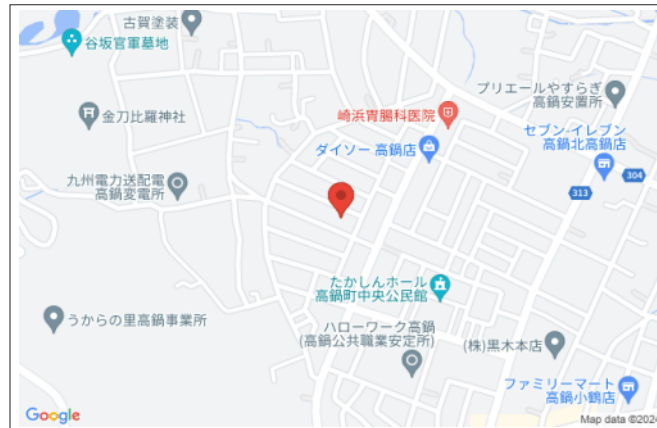 古賀塗装
谷坂官軍墓地
プリエールやすらぎ
高鍋安置所
金刀比羅神社
崎浜胃腸科医院
ダイソー 高鍋店
セブン-イレブン
高鍋北高鍋店
九州電力送配電
高鍋変電所
304
313
たかしんホール
高鍋町中央公民館
うからの里高鍋事業所
ハローワーク高鍋
(高鍋公共職業安定所)
(株)黒木本店
ファミリーマート
高鍋小鶴店
Google
Map data ©2024